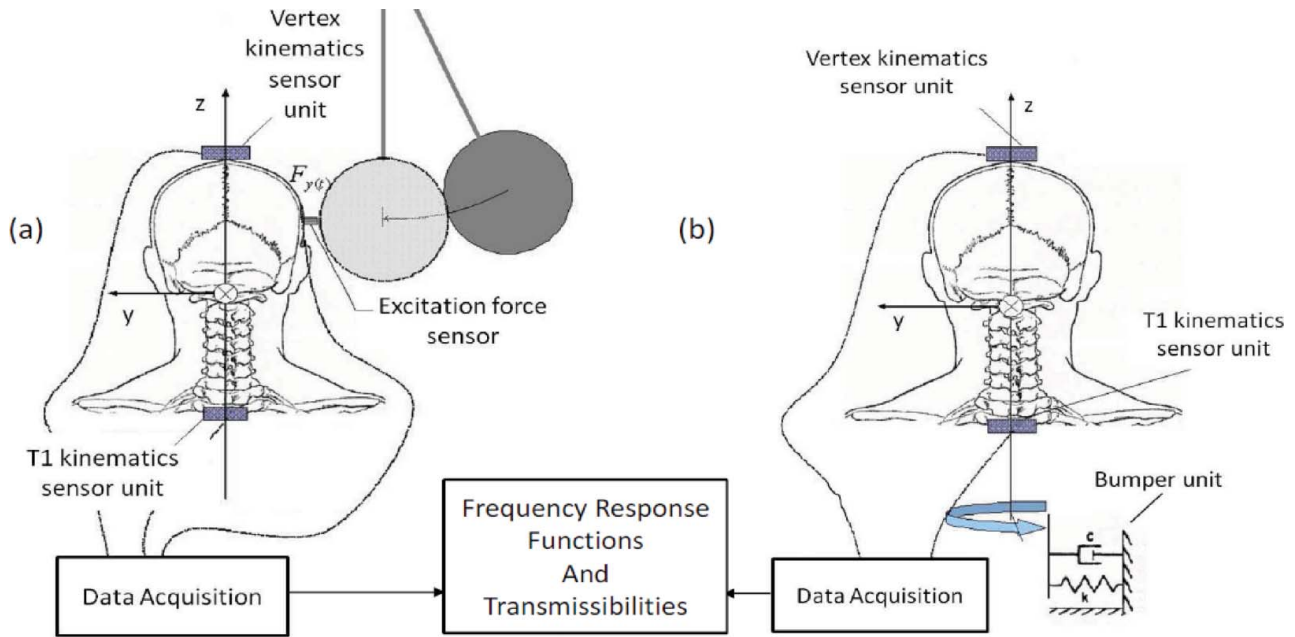 Vertex
kinematics
sensor
unit
z
F y(t)
(a)
Excitation force
sensor
y
T1 kinematics
sensor unit
Data Acquisition
Frequency Response
Functions
And
Transmissibilities
Vertex kinematics
sensor unit
z
(b)
y
T1 kinematics
sensor unit
Bumper unit
c
k
Data Acquisition